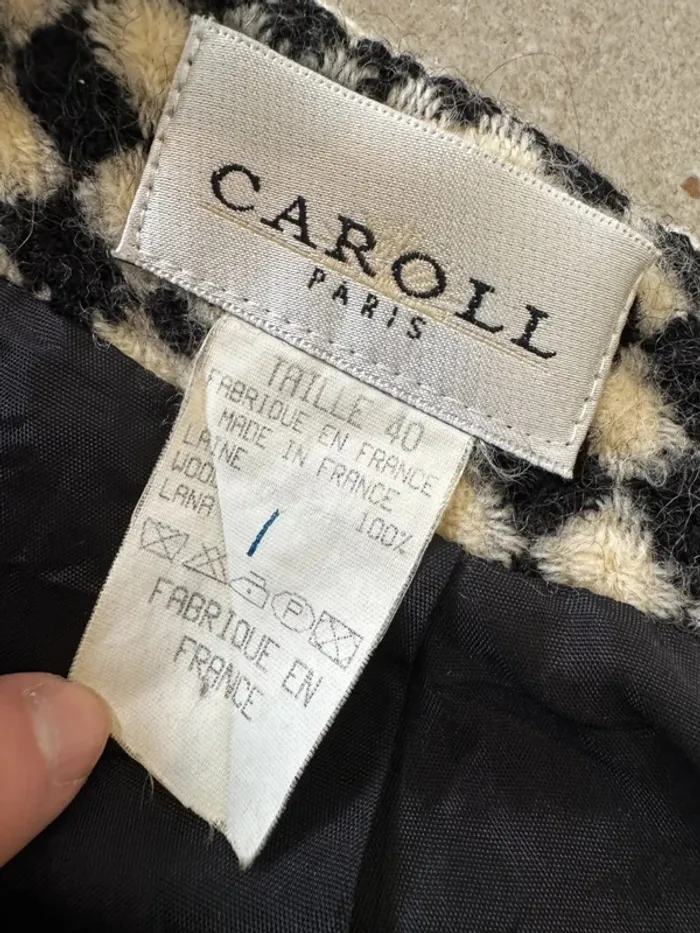 CAROLL
PARIS
TAILLE 40
FABRIQUE EN FRANCE
MADE IN FRANCE
LAINE
WOOL
LANA 100%
P
FABRIQUE EN
FRANCE